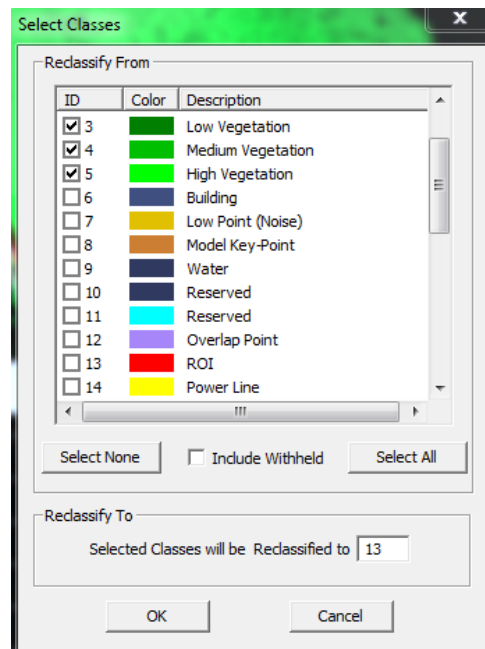 Select Classes
X
Reclassify From
ID Color Description
3 Low Vegetation
4 Medium Vegetation
5 High Vegetation
6 Building
7 Low Point (Noise)
8 Model Key-Point
9 Water
10 Reserved
11 Reserved
12 Overlap Point
13 ROI
14 Power Line
Select None Include Withheld Select All
Reclassify To
Selected Classes will be Reclassified to 13
OK Cancel